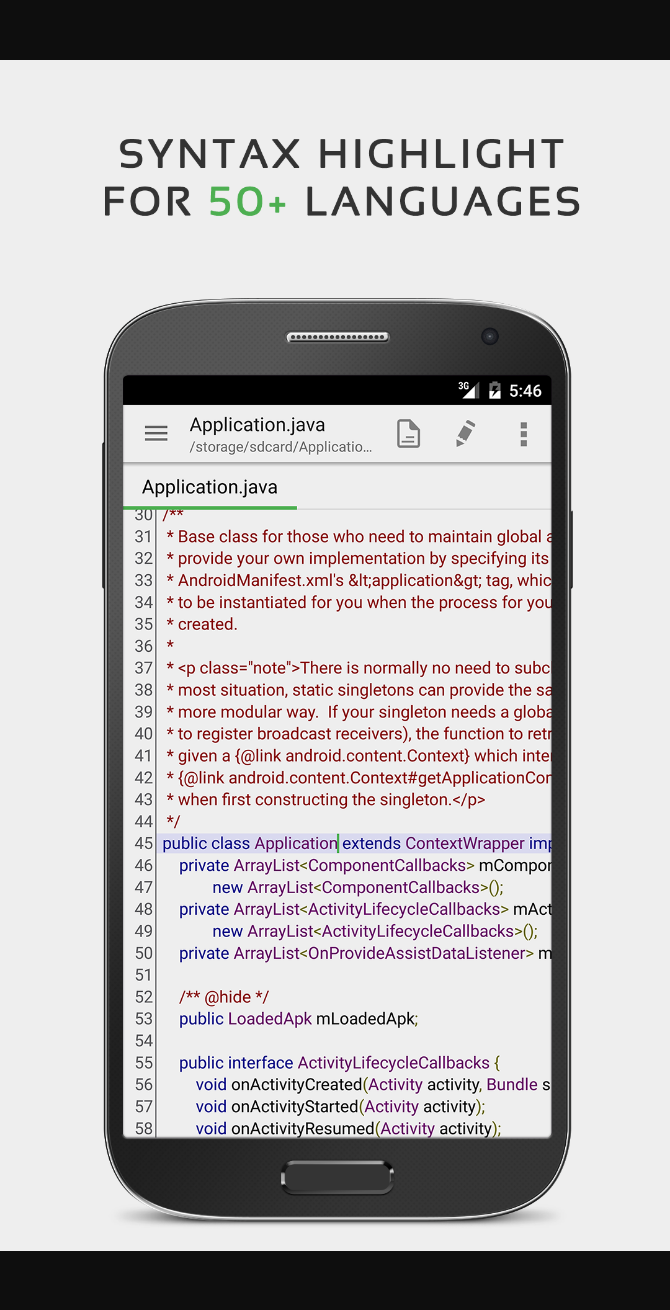 SYNTAX HIGHLIGHT
FOR 50+ LANGUAGES
3G 5:46
Application.java
/storage/sdcard/Applicatio...
Application.java
30 /**
31 * Base class for those who need to maintain global a
32 * provide your own implementation by specifying its
33 * AndroidManifest.xml's &lt;application&gt; tag, whic
34 * to be instantiated for you when the process for you
35 * created.
36 *
37 * <p class="note">There is normally no need to subc
38 * most situation, static singletons can provide the sa
39 * more modular way.  If your singleton needs a globa
40 * to register broadcast receivers), the function to retr
41 * given a {@link android.content.Context} which inte
42 * {@link android.content.Context#getApplicationCon
43 * when first constructing the singleton.</p>
44 */
45 public class Application extends ContextWrapper imp
46 private ArrayList<ComponentCallbacks> mCompon
47 new ArrayList<ComponentCallbacks>();
48 private ArrayList<ActivityLifecycleCallbacks> mAct
49 new ArrayList<ActivityLifecycleCallbacks>();
50 private ArrayList<OnProvideAssistDataListener> m
51
52 /** @hide */
53 public LoadedApk mLoadedApk;
54
55 public interface ActivityLifecycleCallbacks {
56 void onActivityCreated(Activity activity, Bundle s
57 void onActivityStarted(Activity activity);
58 void onActivityResumed(Activity activity);